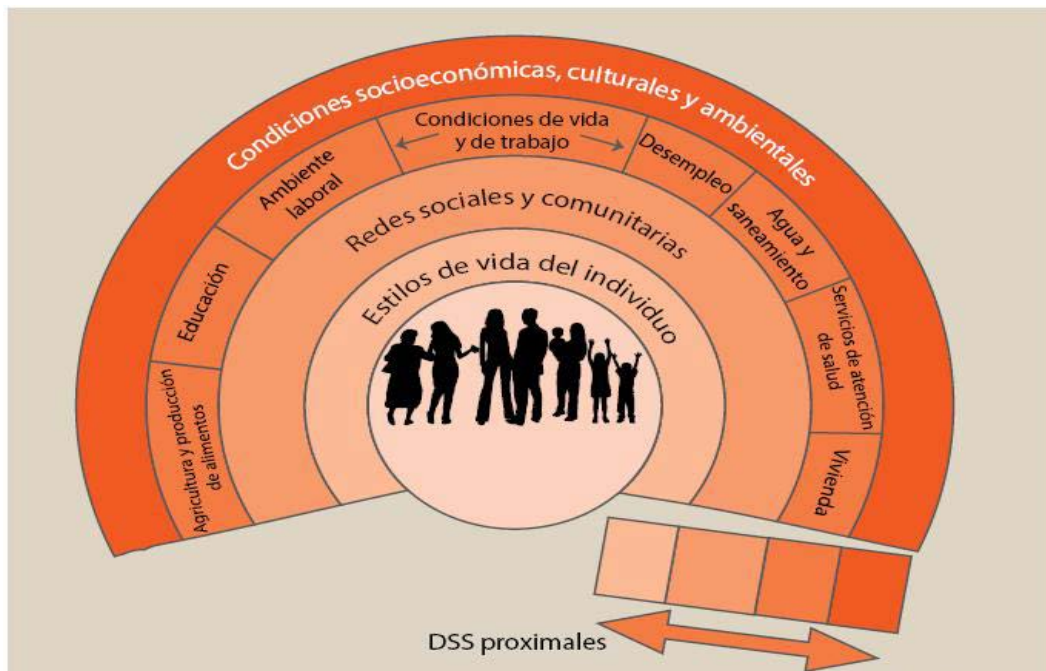 Condiciones socioeconómicas, culturales y ambientales
Condiciones de vida
y de trabajo
Agricultura y producción
de alimentos
Educación
Ambiente
laboral
Desempleo
Agua y
saneamiento
Servicios de atención
de salud
Vivienda
Redes sociales y comunitarias
Estilos de vida del individuo
DSS proximales